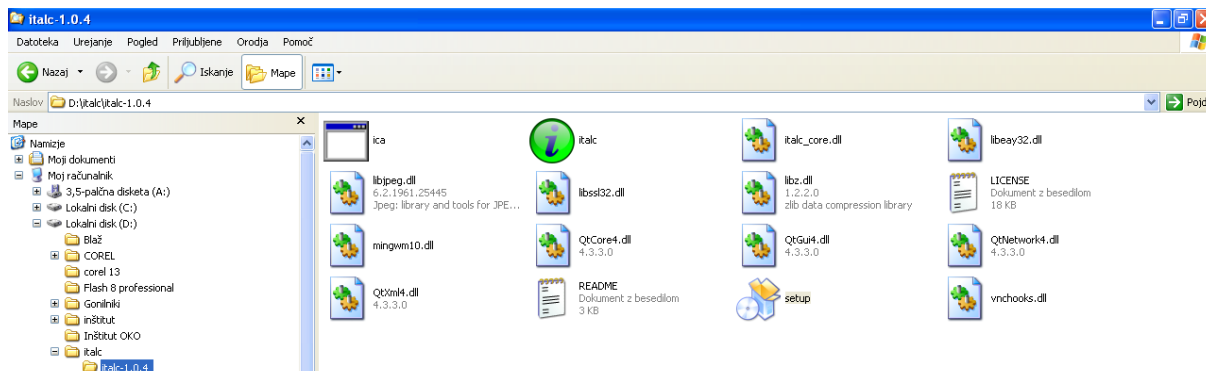 italc-1.0.4
Datoteka Urejanje Pogled Priljubljene Orodja Pomoč
Nazaj Iskanje Mape
Naslov D:\italc\italc-1.0.4 Pojd
Mape
Namizje
Moji dokumenti
Moj računalnik
3,5-palčna disketa (A:)
Lokalni disk (C:)
Lokalni disk (D:)
Blaž
COREL
corel 13
Flash 8 professional
Gonilniki
inštitut
Inštitut OKO
italc
italc-1.0.4
ica
italc
italc_core.dll
libeay32.dll
libjpeg.dll
6.2.1961.25445
Jpeg: library and tools for JPE...
libssl32.dll
libz.dll
1.2.2.0
zlib data compression library
LICENSE
Dokument z besedilom
18 KB
mingwm10.dll
QtCore4.dll
4.3.3.0
QtGui4.dll
4.3.3.0
QtNetwork4.dll
4.3.3.0
QtXml4.dll
4.3.3.0
README
Dokument z besedilom
3 KB
setup
vnchooks.dll